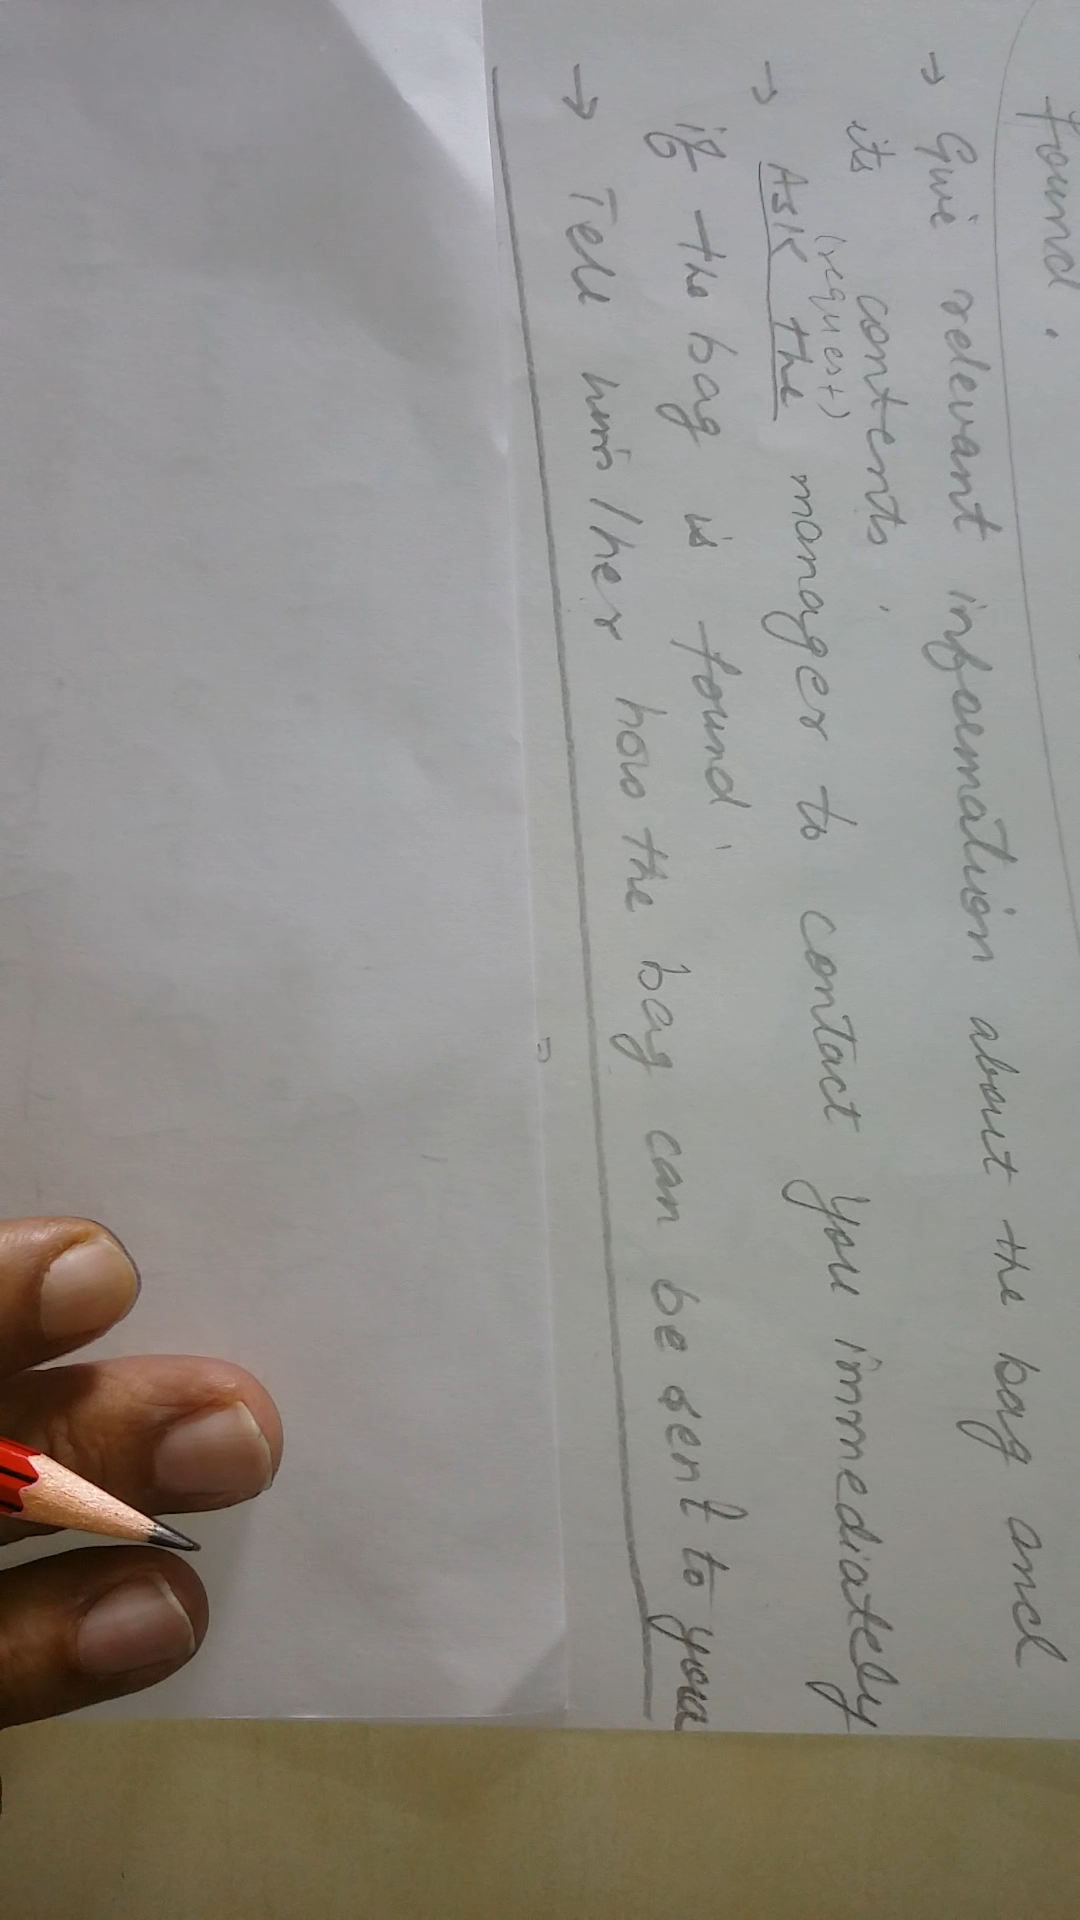 found.
→ Give relevant information about the bag and
its contents.
(request)
→ Ask the manager to contact you immediately
if the bag is found.
→ Tell him/her how the bag can be sent to you